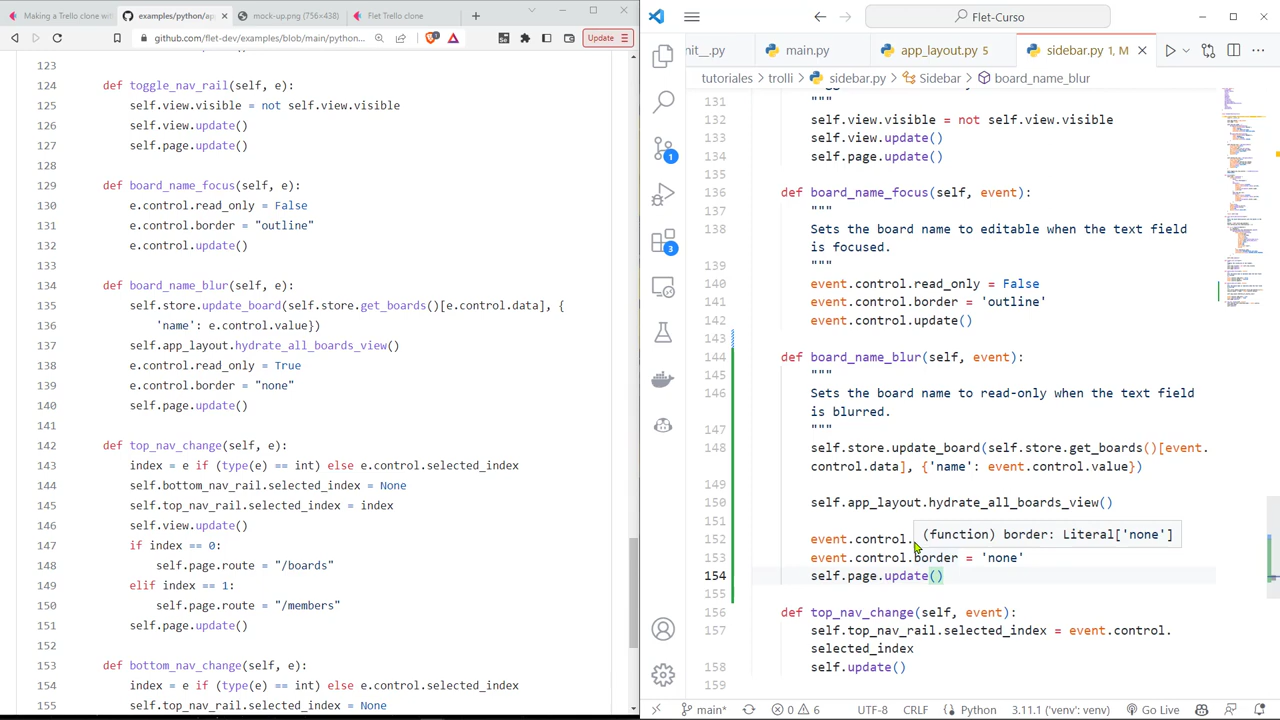 Making a Trello clone with
examples/python/ap
mock-up.png (756×438)
Flet Trello clone
github.com/flet-dev/examples/blob/main/python...
Update
123
124 def toggle_nav_rail(self, e):
125 self.view.visible = not self.view.visible
126 self.view.update()
127 self.page.update()
128
129 def board_name_focus(self, e):
130 e.control.read_only = False
131 e.control.border = "outline"
132 e.control.update()
133
134 def board_name_blur(self, e):
135 self.store.update_board(self.store.get_boards()[e.control.data], {
136 'name': e.control.value})
137 self.app_layout.hydrate_all_boards_view()
138 e.control.read_only = True
139 e.control.border = "none"
140 self.page.update()
141
142 def top_nav_change(self, e):
143 index = e if (type(e) == int) else e.control.selected_index
144 self.bottom_nav_rail.selected_index = None
145 self.top_nav_rail.selected_index = index
146 self.view.update()
147 if index == 0:
148 self.page.route = "/boards"
149 elif index == 1:
150 self.page.route = "/members"
151 self.page.update()
152
153 def bottom_nav_change(self, e):
154 index = e if (type(e) == int) else e.control.selected_index
155 self.top_nav_rail.selected_index = None
Flet-Curso
init__.py
main.py
app_layout.py 5
sidebar.py 1, M
tutoriales > trolli > sidebar.py > Sidebar > board_name_blur
131 """
132 self.view.visible = not self.view.visible
133 self.view.update()
134 self.page.update()
135
136 def board_name_focus(self, event):
137 """
138 Sets the board name to editable when the text field
is focused.
139 """
140 event.control.read_only = False
141 event.control.border = 'outline'
142 event.control.update()
143
144 def board_name_blur(self, event):
145 """
146 Sets the board name to read-only when the text field
is blurred.
147 """
148 self.store.update_board(self.store.get_boards()[event.
control.data], {'name': event.control.value})
149
150 self.app_layout.hydrate_all_boards_view()
151
(function) border: Literal['none']
152 event.control.
153 event.control.border = 'none'
154 self.page.update()
155
156 def top_nav_change(self, event):
157 self.top_nav_rail.selected_index = event.control.
selected_index
158 self.update()
159
1
3
main*
0 6
UTF-8
CRLF
Python
3.11.1 ('venv': venv)
Go Live